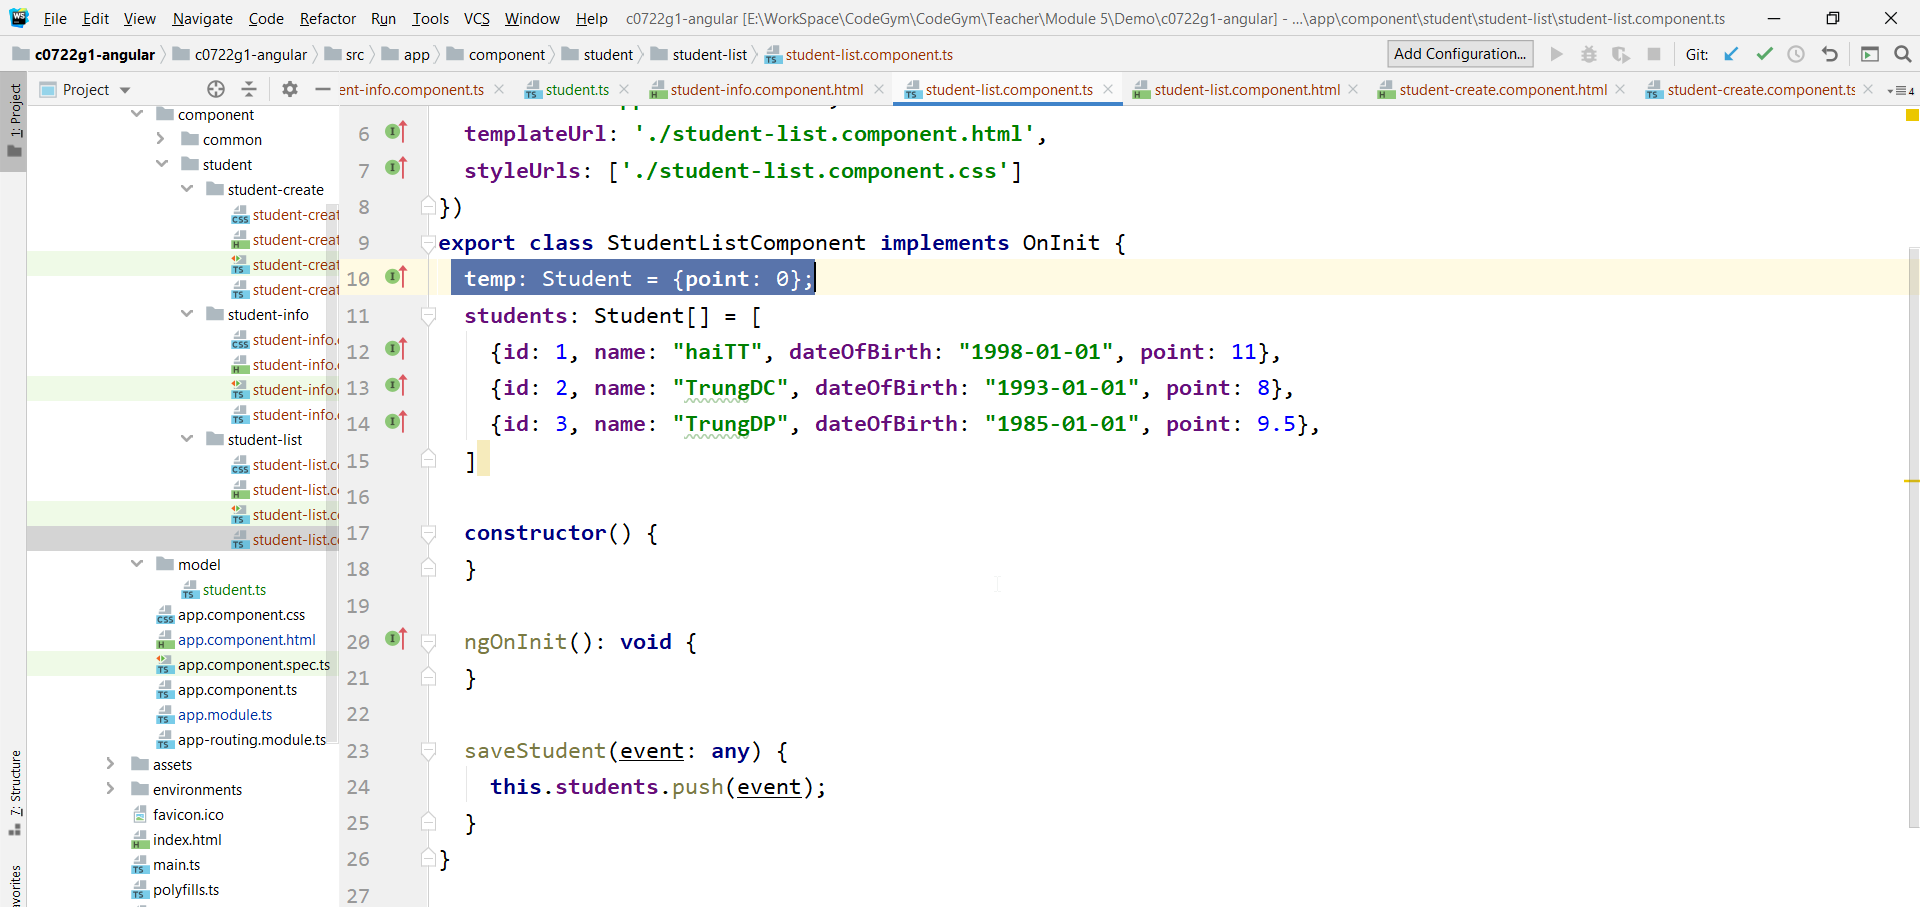 File Edit View Navigate Code Refactor Run Tools VCS Window Help c0722g1-angular [E:\WorkSpace\CodeGym\CodeGym\Teacher\Module 5\Demo\c0722g1-angular] - ...\app\component\student\student-list\student-list.component.ts
c0722g1-angular c0722g1-angular src app component student student-list student-list.component.ts Add Configuration... Git:
Project ent-info.component.ts student.ts student-info.component.html student-list.component.ts student-list.component.html student-create.component.html student-create.component.ts 4
1: Project
7: Structure
avorites
component
common
student
student-create
student-creat
student-creat
student-creat
student-creat
student-info
student-info.
student-info.
student-info.
student-info.
student-list
student-list.c
student-list.c
student-list.c
student-list.c
model
student.ts
app.component.css
app.component.html
app.component.spec.ts
app.component.ts
app.module.ts
app-routing.module.ts
assets
environments
favicon.ico
index.html
main.ts
polyfills.ts
6 templateUrl: './student-list.component.html',
7 styleUrls: ['./student-list.component.css']
8 })
9 export class StudentListComponent implements OnInit {
10 temp: Student = {point: 0};
11 students: Student[] = [
12 {id: 1, name: "haiTT", dateOfBirth: "1998-01-01", point: 11},
13 {id: 2, name: "TrungDC", dateOfBirth: "1993-01-01", point: 8},
14 {id: 3, name: "TrungDP", dateOfBirth: "1985-01-01", point: 9.5},
15 ]
16
17 constructor() {
18 }
19
20 ngOnInit(): void {
21 }
22
23 saveStudent(event: any) {
24 this.students.push(event);
25 }
26 }
27